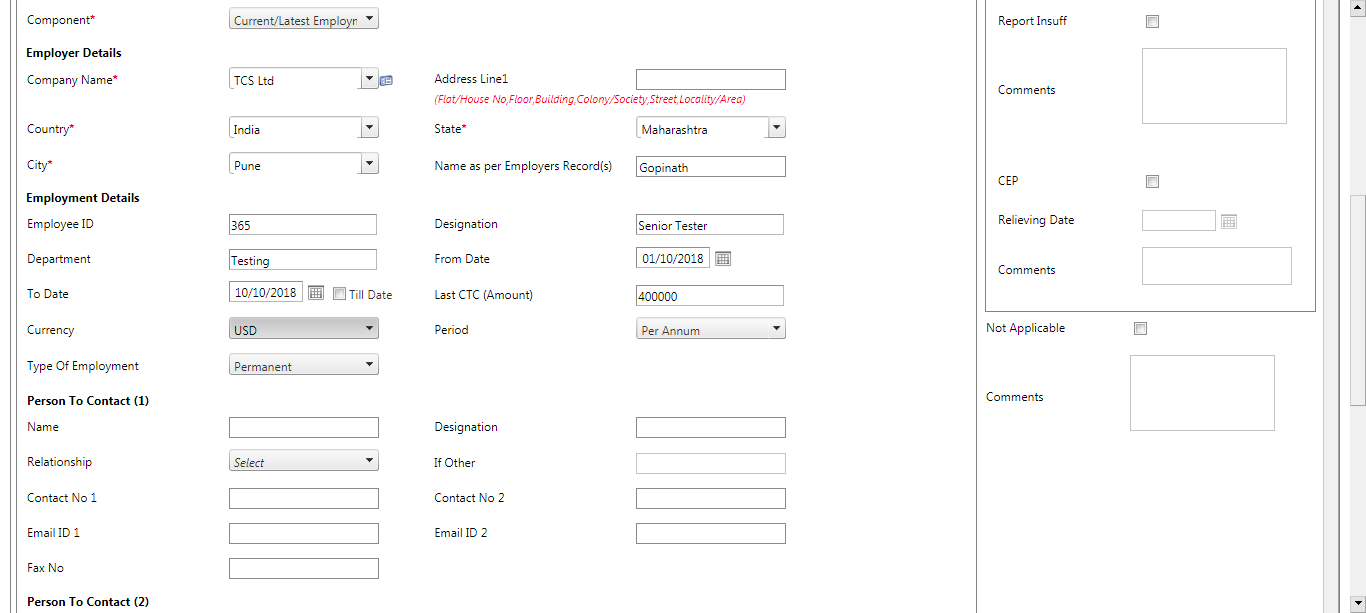 Component* Current/Latest Employr
Employer Details
Company Name* TCS Ltd Address Line1
(Flat/House No,Floor,Building,Colony/Society,Street,Locality/Area)
Country* India State* Maharashtra
City* Pune Name as per Employers Record(s) Gopinath
Employment Details
Employee ID 365 Designation Senior Tester
Department Testing From Date 01/10/2018
To Date 10/10/2018 Till Date Last CTC (Amount) 400000
Currency USD Period Per Annum
Type Of Employment Permanent
Person To Contact (1)
Name Designation
Relationship Select If Other
Contact No 1 Contact No 2
Email ID 1 Email ID 2
Fax No
Person To Contact (2)
Report Insuff
Comments
CEP
Relieving Date
Comments
Not Applicable
Comments